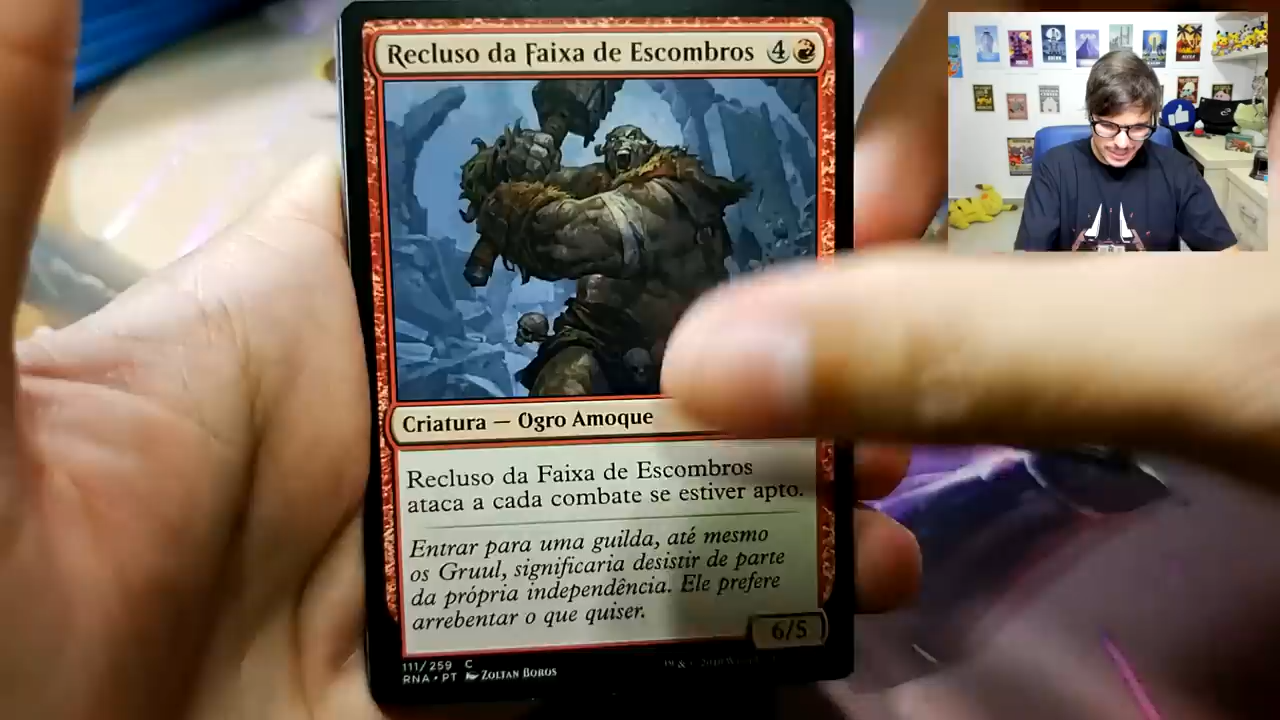 Recluso da Faixa de Escombros 4
Criatura — Ogro Amoque
Recluso da Faixa de Escombros
ataca a cada combate se estiver apto.
Entrar para uma guilda, até mesmo
os Gruul, significaria desistir de parte
da própria independência. Ele prefere
arrebentar o que quiser.
6/5
111/259 C
RNA • PT Zoltan Boros